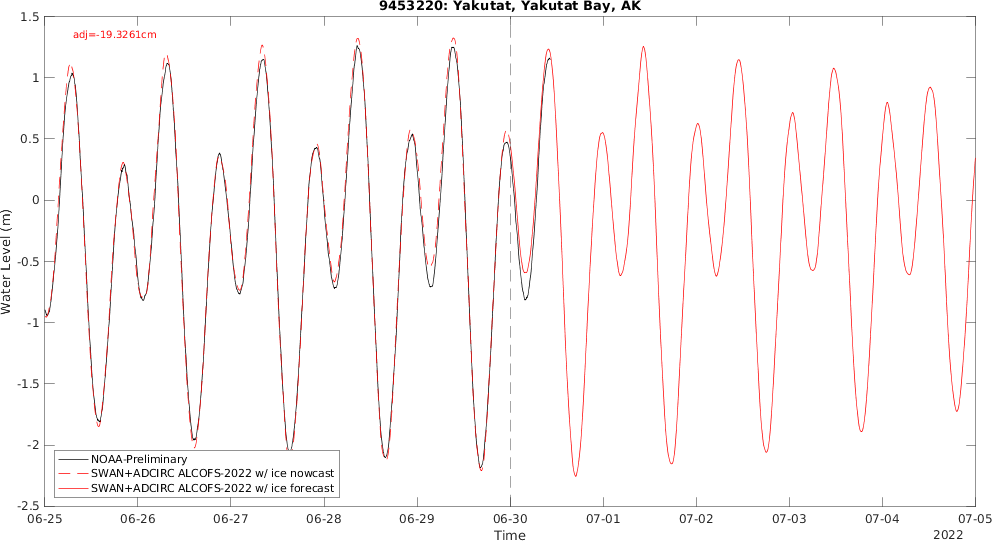 9453220: Yakutat, Yakutat Bay, AK
adj=-19.3261cm
1.5
1
0.5
0
-0.5
-1
-1.5
-2
-2.5
Water Level (m)
NOAA-Preliminary
SWAN+ADCIRC ALCOFS-2022 w/ ice nowcast
SWAN+ADCIRC ALCOFS-2022 w/ ice forecast
06-25 06-26 06-27 06-28 06-29 06-30 07-01 07-02 07-03 07-04 07-05
Time
2022